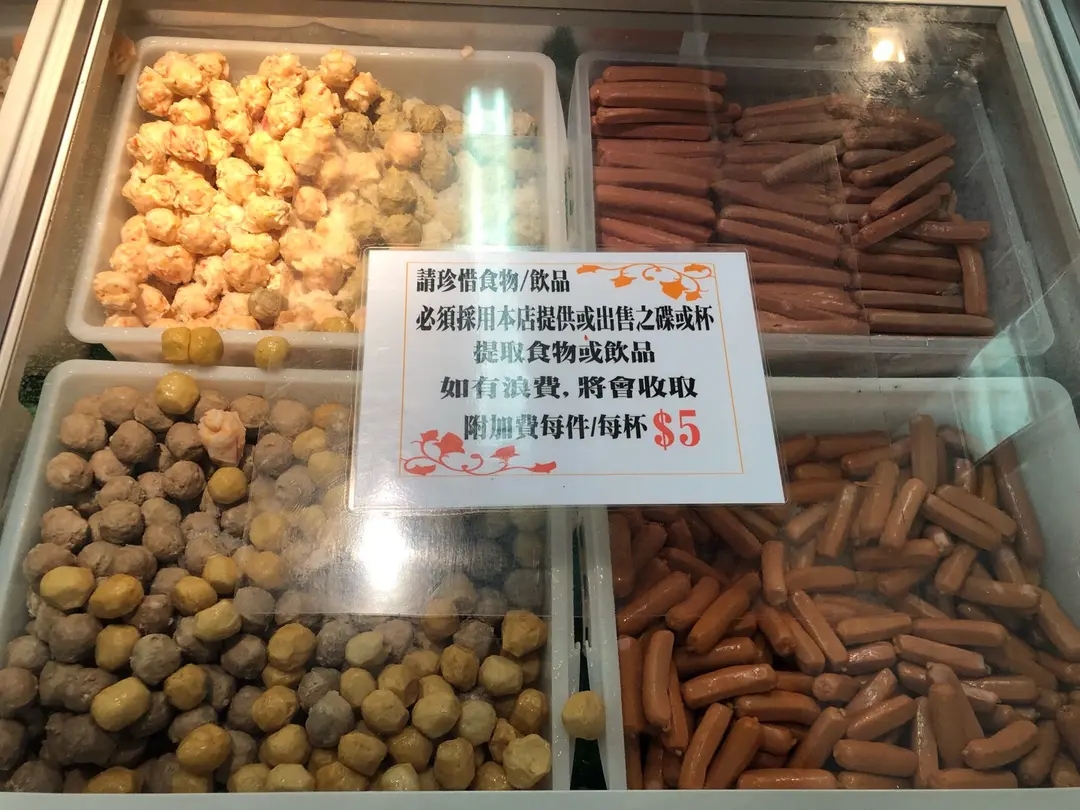 請珍惜食物/飲品
必須採用本店提供或出售之碟或杯
提取食物或飲品
如有浪費,將會收取
附加費每件/每杯$5